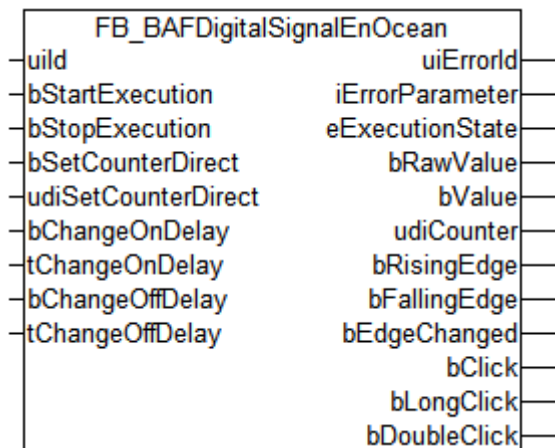 FB_BAFDigitalSignalEnOcean
uiId uiErrorId
bStartExecution iErrorParameter
bStopExecution eExecutionState
bSetCounterDirect bRawValue
udiSetCounterDirect bValue
bChangeOnDelay udiCounter
tChangeOnDelay bRisingEdge
bChangeOffDelay bFallingEdge
tChangeOffDelay bEdgeChanged
bClick
bLongClick
bDoubleClick